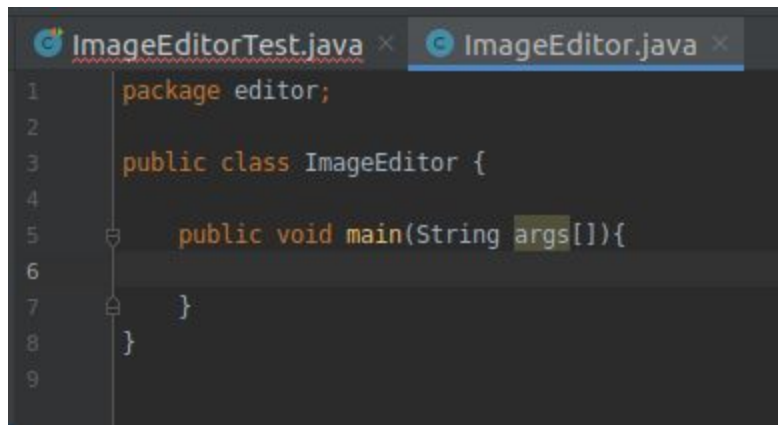 ImageEditorTest.java × ImageEditor.java ×
1 package editor;
2
3 public class ImageEditor {
4
5 public void main(String args[]){
6
7 }
8 }
9